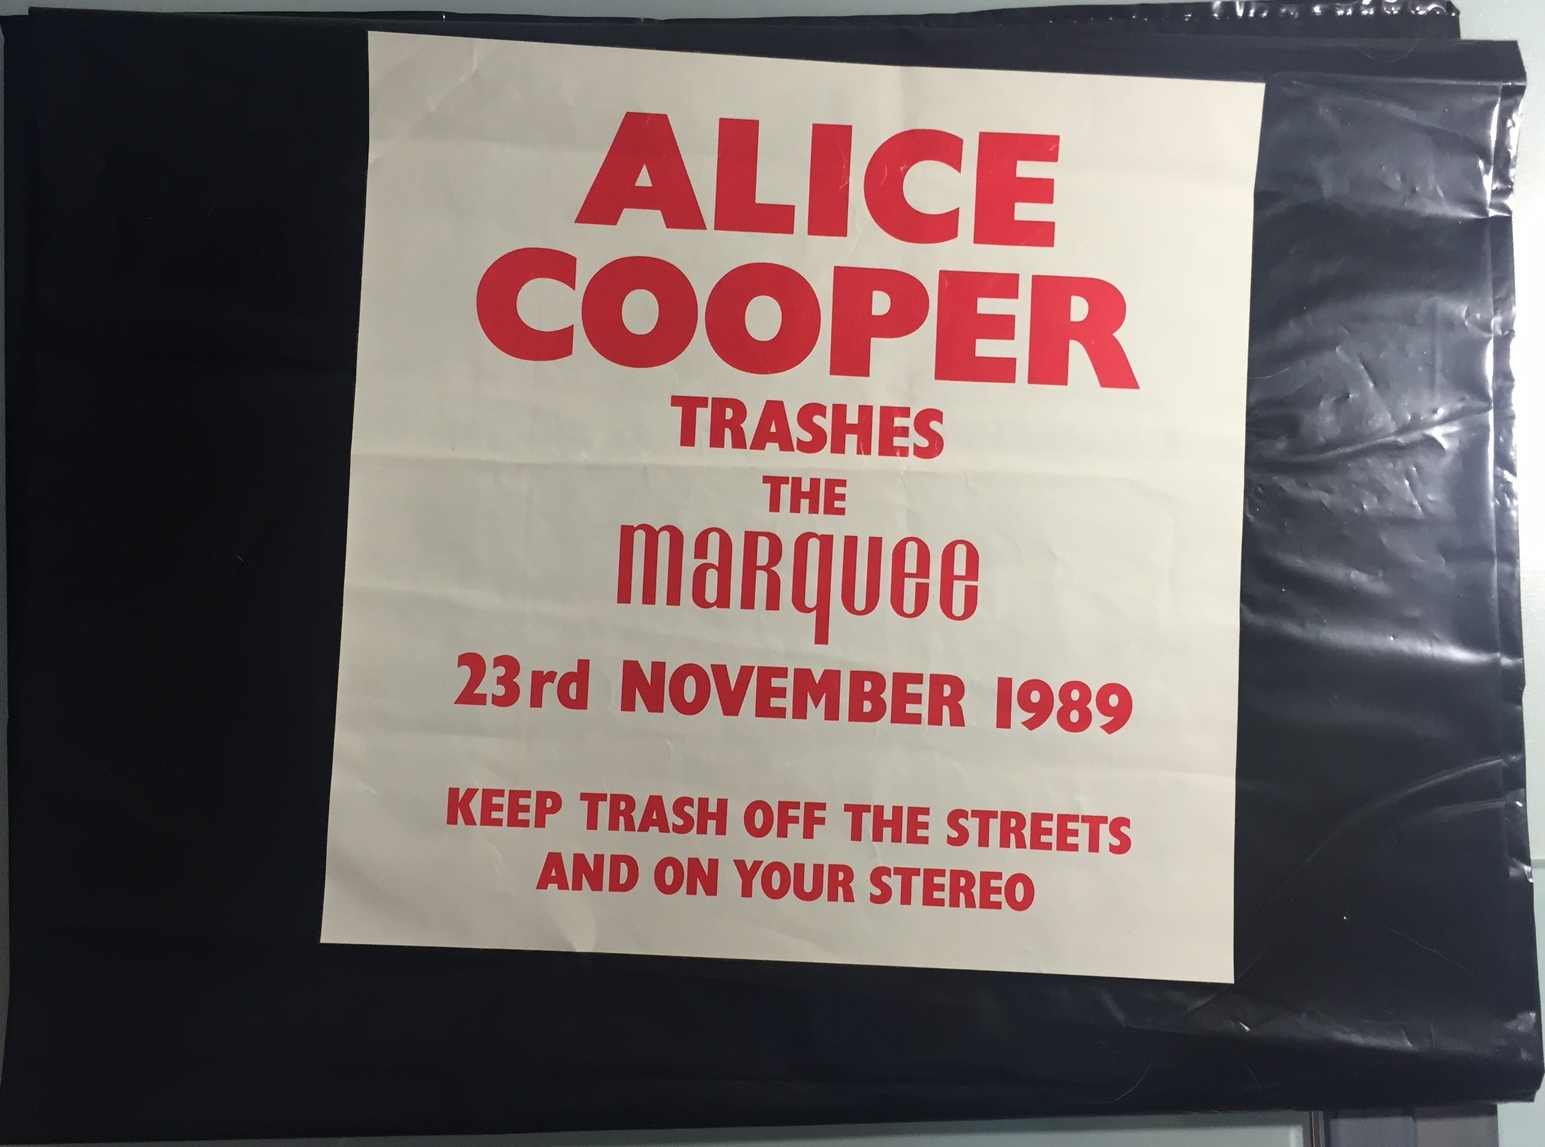 ALICE
COOPER
TRASHES
THE
maRquee
23rd NOVEMBER 1989
KEEP TRASH OFF THE STREETS
AND ON YOUR STEREO